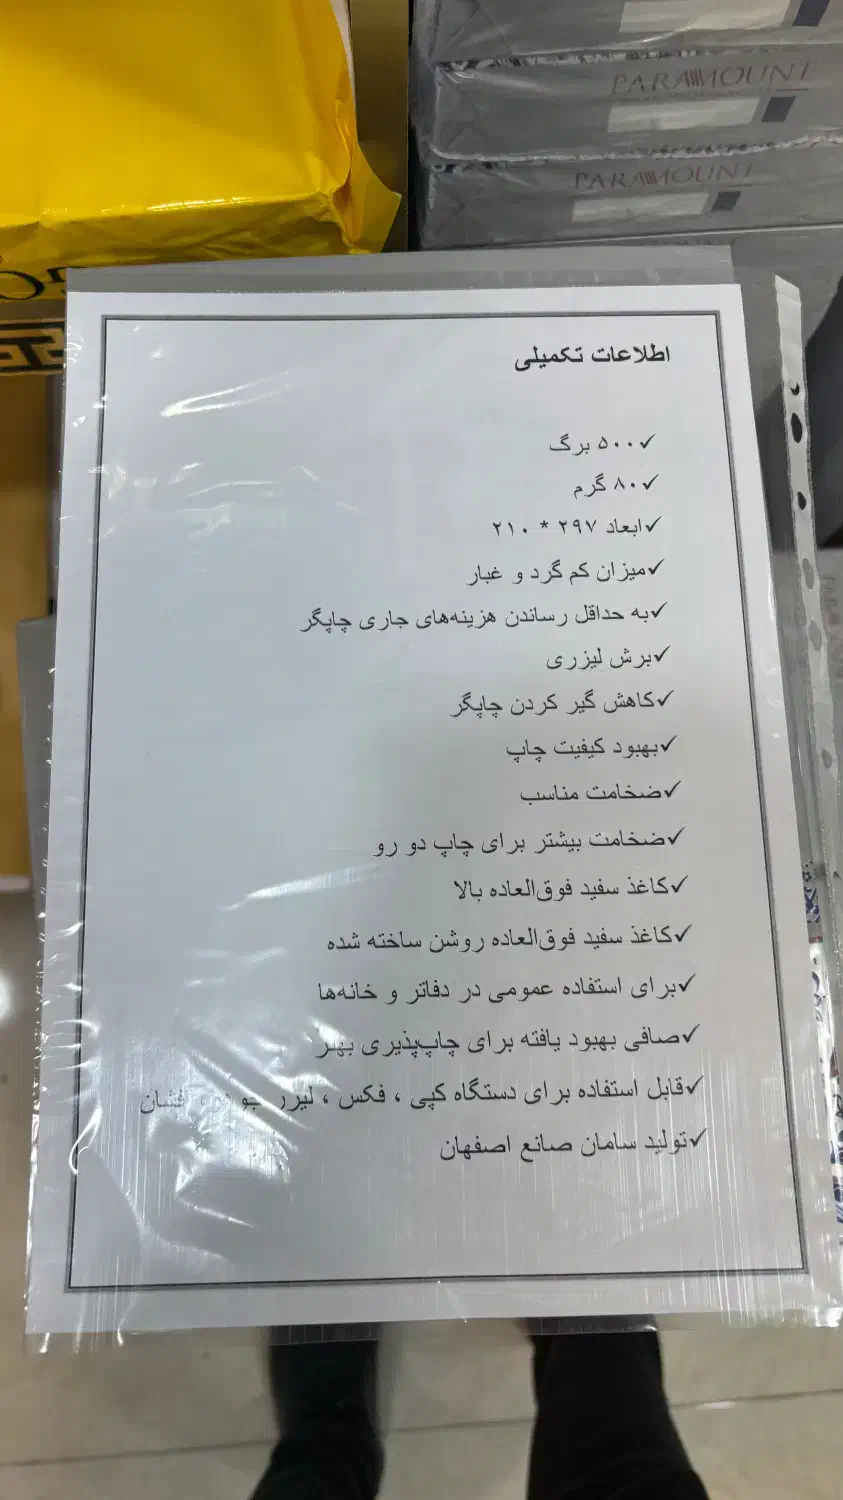 PARAMOUNT
PARAMOUNT
اطلاعات تکمیلی
✓۵۰۰ برگ
✓۸۰ گرم
✓ابعاد ۲۹۷ * ۲۱۰
✓میزان کم گرد و غبار
✓به حداقل رساندن هزینه‌های جاری چاپگر
✓برش لیزری
✓کاهش گیر کردن چاپگر
✓بهبود کیفیت چاپ
✓ضخامت مناسب
✓ضخامت بیشتر برای چاپ دو رو
✓کاغذ سفید فوق‌العاده بالا
✓کاغذ سفید فوق‌العاده روشن ساخته شده
✓برای استفاده عمومی در دفاتر و خانه‌ها
✓صافی بهبود یافته برای چاپ‌پذیری بهتر
✓قابل استفاده برای دستگاه کپی ، فکس ، لیزر افشان
✓تولید سامان صانع اصفهان